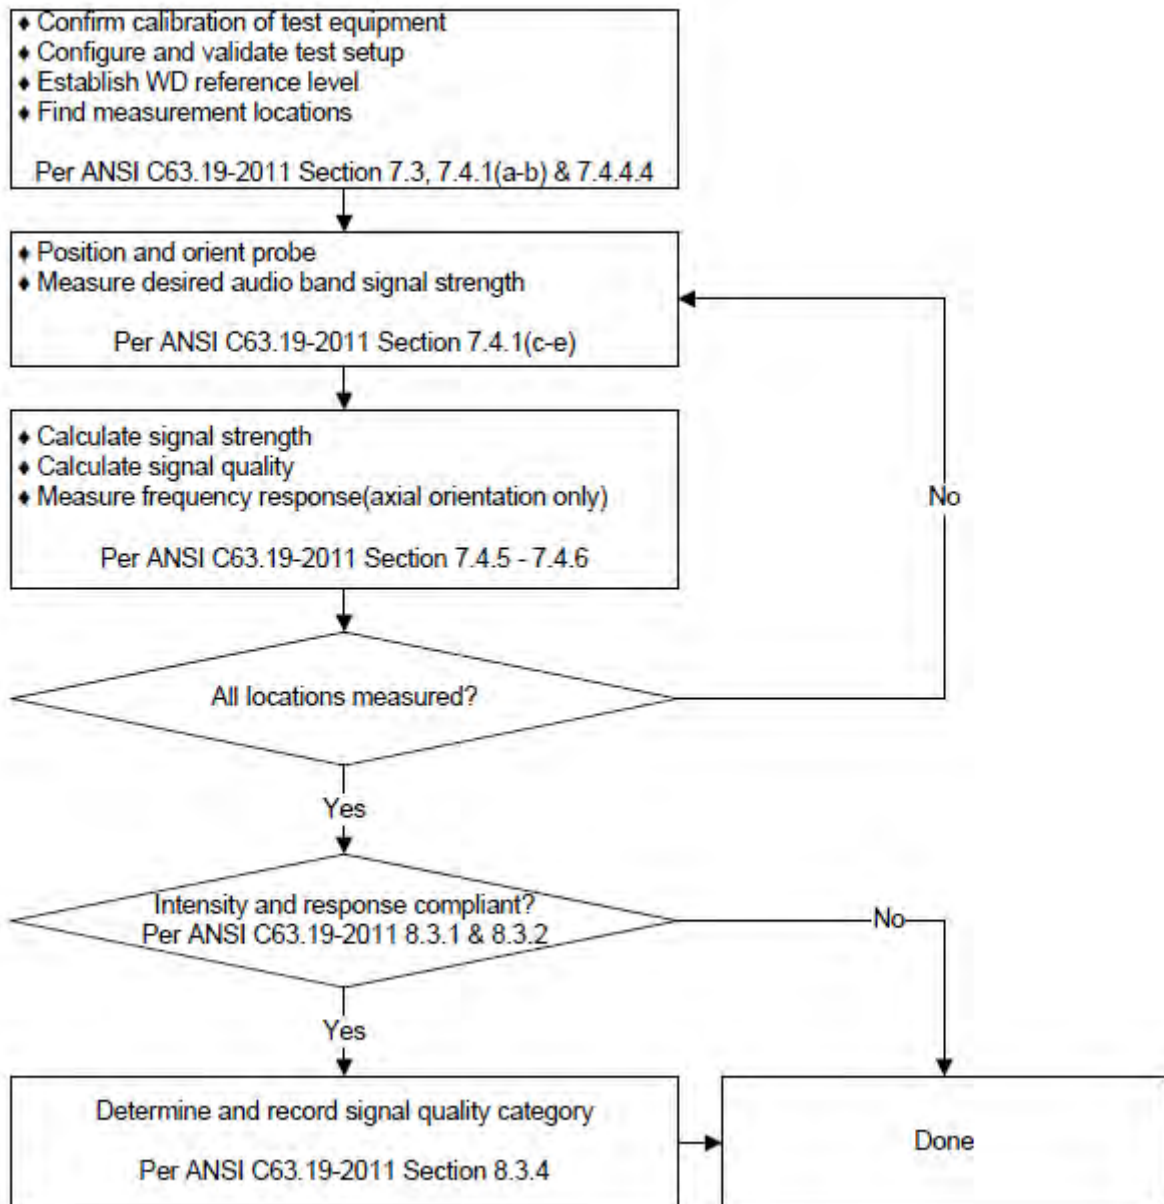 ♦ Confirm calibration of test equipment
♦ Configure and validate test setup
♦ Establish WD reference level
♦ Find measurement locations
Per ANSI C63.19-2011 Section 7.3, 7.4.1(a-b) & 7.4.4.4
♦ Position and orient probe
♦ Measure desired audio band signal strength
Per ANSI C63.19-2011 Section 7.4.1(c-e)
♦ Calculate signal strength
♦ Calculate signal quality
♦ Measure frequency response(axial orientation only)
Per ANSI C63.19-2011 Section 7.4.5 - 7.4.6
No
All locations measured?
Yes
Intensity and response compliant?
Per ANSI C63.19-2011 8.3.1 & 8.3.2
No
Yes
Determine and record signal quality category
Per ANSI C63.19-2011 Section 8.3.4
Done